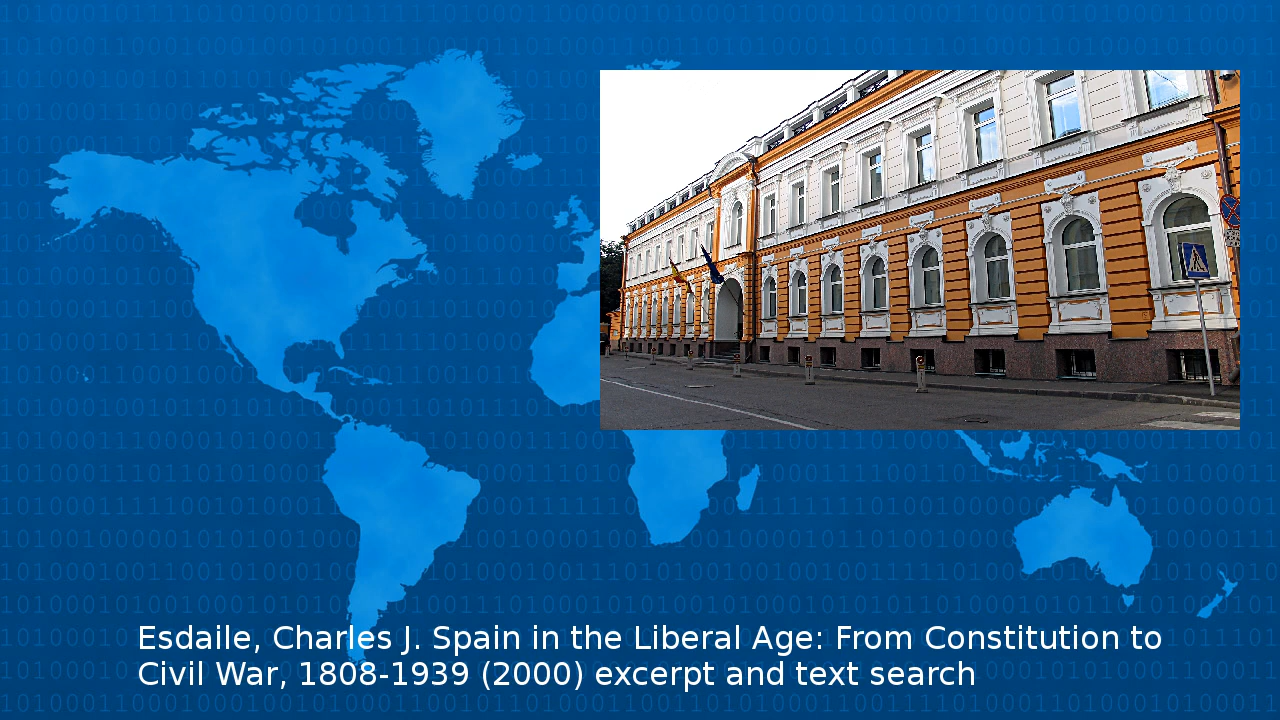 Esdaile, Charles J. Spain in the Liberal Age: From Constitution to
Civil War, 1808-1939 (2000) excerpt and text search